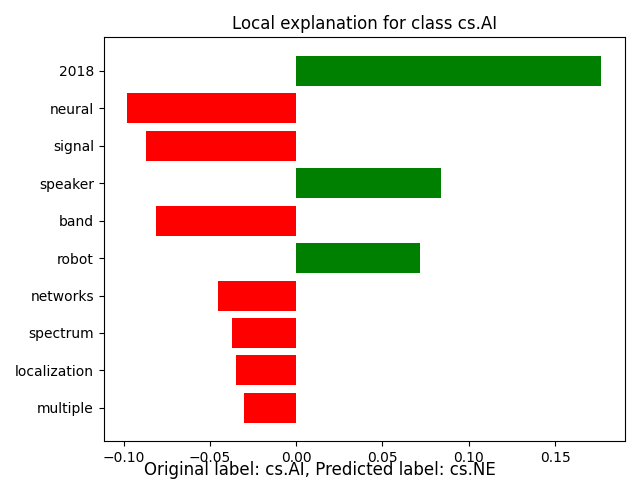 Local explanation for class cs.AI
2018
neural
signal
speaker
band
robot
networks
spectrum
localization
multiple
−0.10 −0.05 0.00 0.05 0.10 0.15
Original label: cs.AI, Predicted label: cs.NE